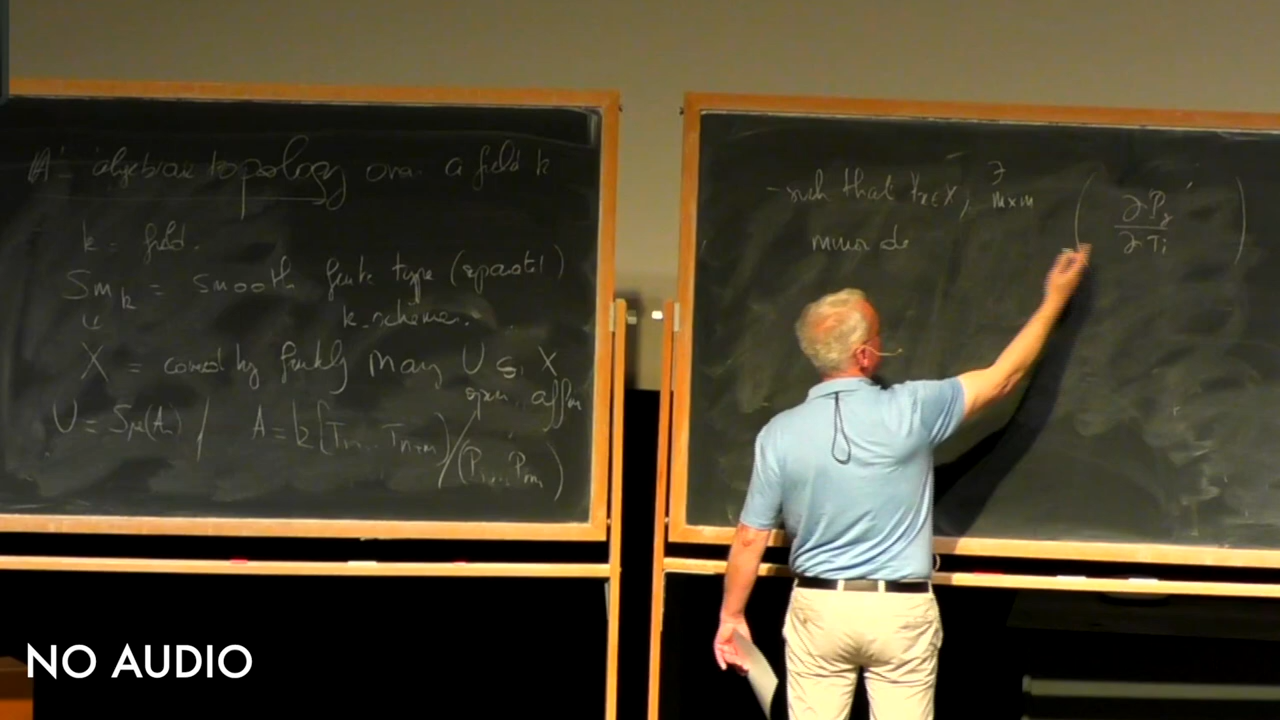 A¹- algebraic topology over a field k
k = field.
Sm_k = smooth finite type (separated)
k-schemes.
X = covered by finitely many U ⊆ X
open affine
U = Spec(A) / A = k[T₁,...T_{n+m}]/(P₁,...,P_m)
- such that ∀x∈X, ∃ m×m
minor de
(∂P_j/∂T_i)
NO AUDIO